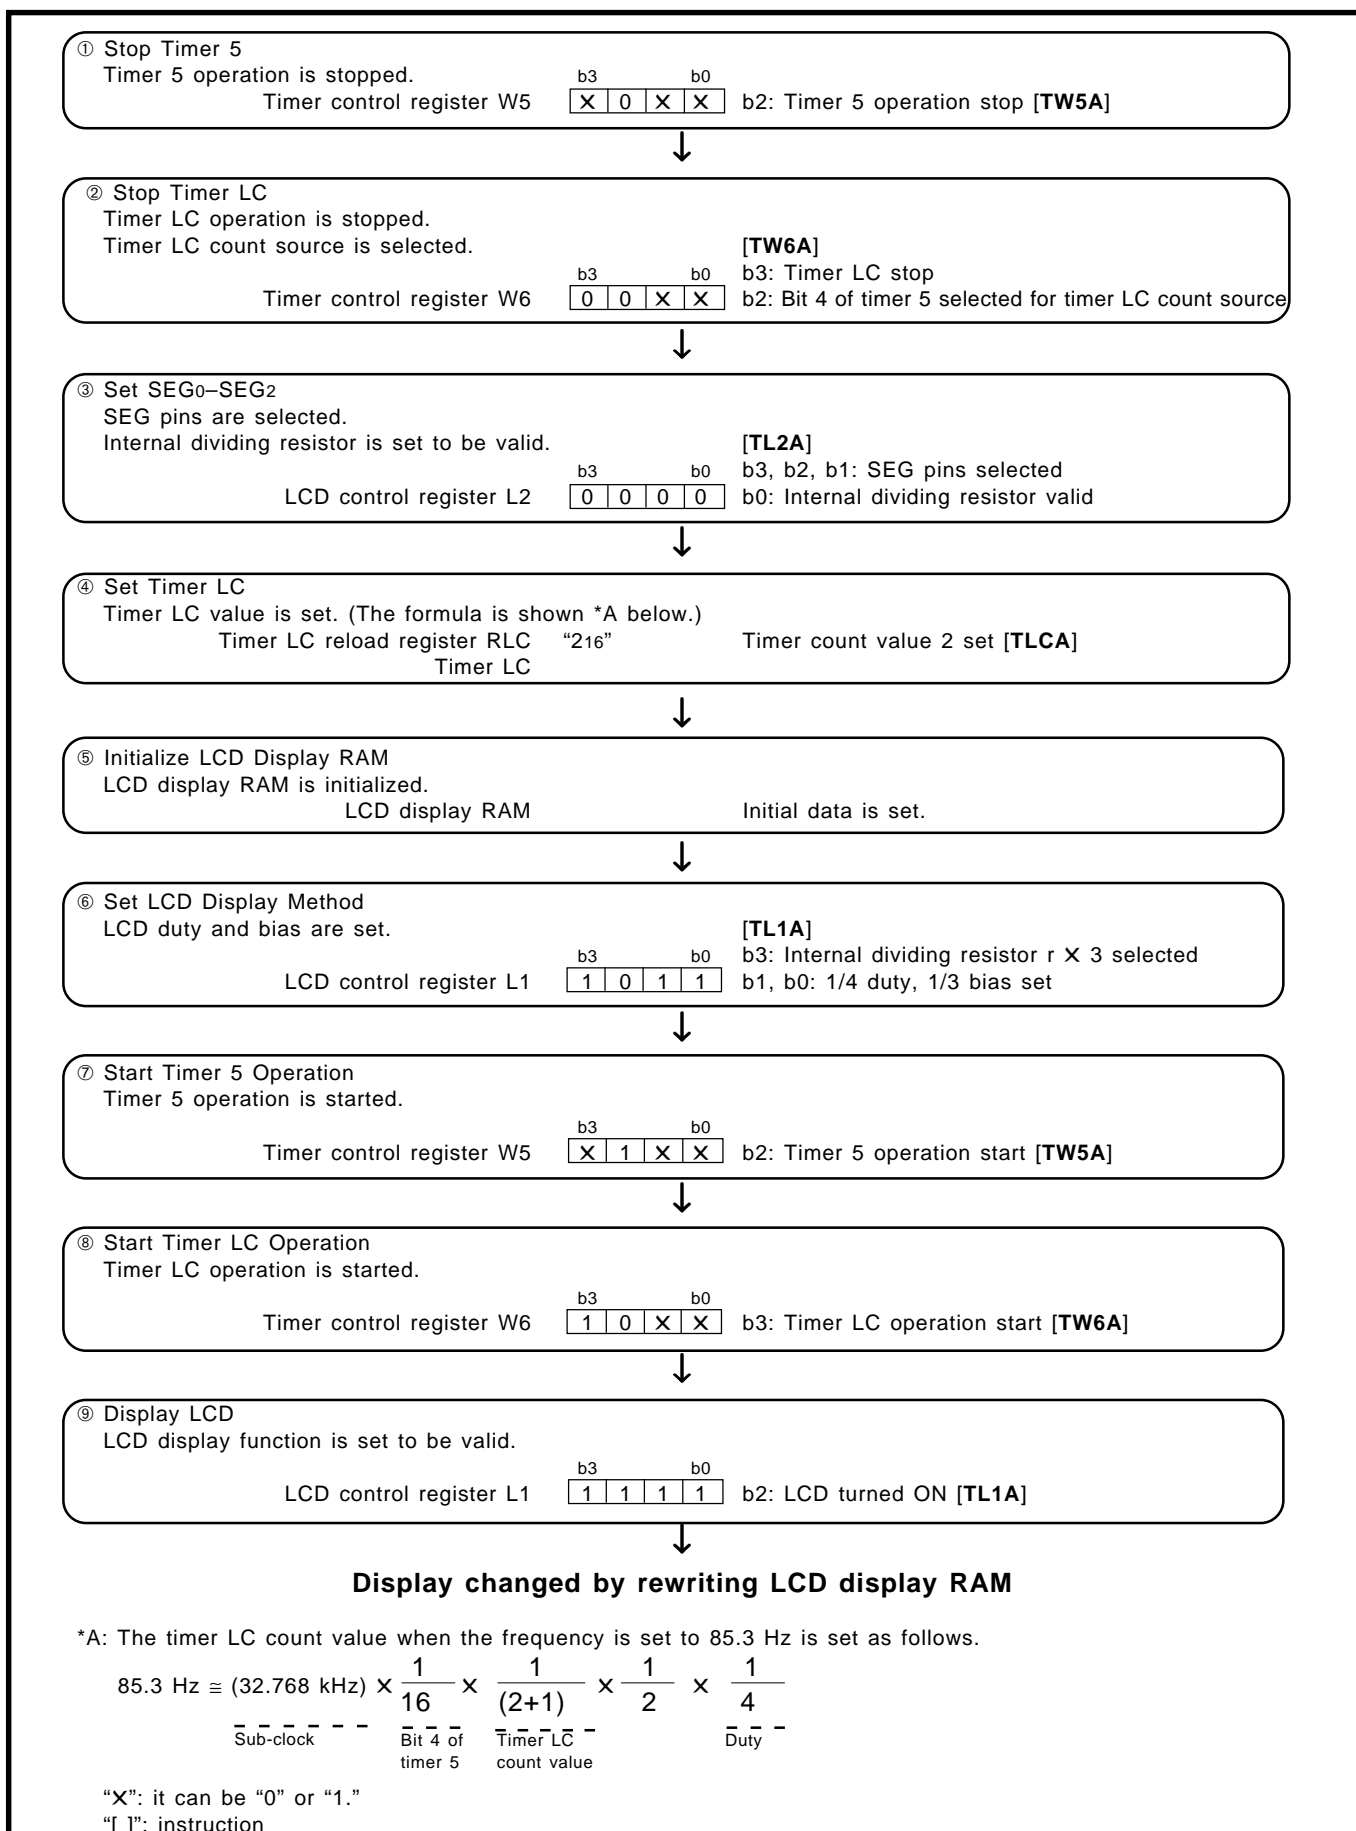 ① Stop Timer 5
Timer 5 operation is stopped.
b3 b0
Timer control register W5 × 0 × × b2: Timer 5 operation stop [TW5A]
↓
② Stop Timer LC
Timer LC operation is stopped.
Timer LC count source is selected. [TW6A]
b3 b0 b3: Timer LC stop
Timer control register W6 0 0 × × b2: Bit 4 of timer 5 selected for timer LC count source
↓
③ Set SEG0–SEG2
SEG pins are selected.
Internal dividing resistor is set to be valid. [TL2A]
b3 b0 b3, b2, b1: SEG pins selected
LCD control register L2 0 0 0 0 b0: Internal dividing resistor valid
↓
④ Set Timer LC
Timer LC value is set. (The formula is shown *A below.)
Timer LC reload register RLC “216” Timer count value 2 set [TLCA]
Timer LC
↓
⑤ Initialize LCD Display RAM
LCD display RAM is initialized.
LCD display RAM Initial data is set.
↓
⑥ Set LCD Display Method
LCD duty and bias are set. [TL1A]
b3 b0 b3: Internal dividing resistor r × 3 selected
LCD control register L1 1 0 1 1 b1, b0: 1/4 duty, 1/3 bias set
↓
⑦ Start Timer 5 Operation
Timer 5 operation is started.
b3 b0
Timer control register W5 × 1 × × b2: Timer 5 operation start [TW5A]
↓
⑧ Start Timer LC Operation
Timer LC operation is started.
b3 b0
Timer control register W6 1 0 × × b3: Timer LC operation start [TW6A]
↓
⑨ Display LCD
LCD display function is set to be valid.
b3 b0
LCD control register L1 1 1 1 1 b2: LCD turned ON [TL1A]
↓
Display changed by rewriting LCD display RAM
*A: The timer LC count value when the frequency is set to 85.3 Hz is set as follows.
1 1 1 1
85.3 Hz ≅ (32.768 kHz) × × × ×
16 (2+1) 2 4
Sub-clock Bit 4 of Timer LC Duty
timer 5 count value
“×”: it can be “0” or “1.”
“[ ]”: instruction